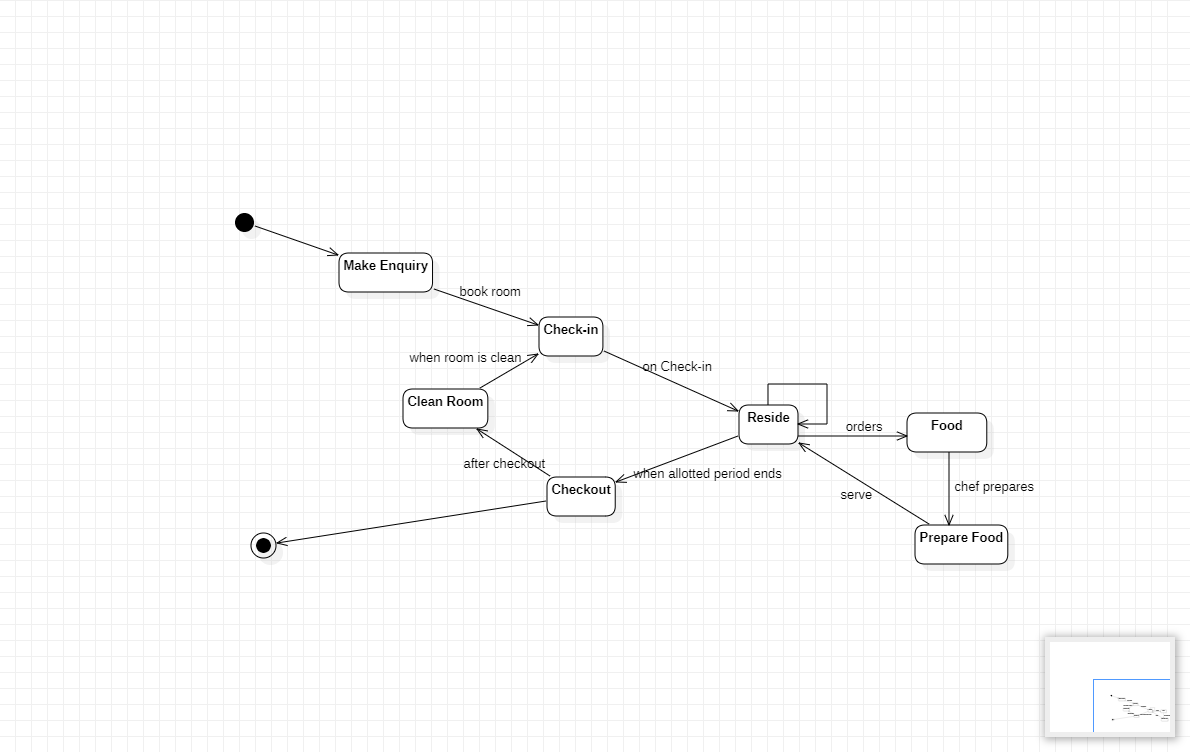 Make Enquiry
book room
Check-in
when room is clean
on Check-in
Clean Room
Reside
orders
Food
after checkout
when allotted period ends
chef prepares
Checkout
serve
Prepare Food